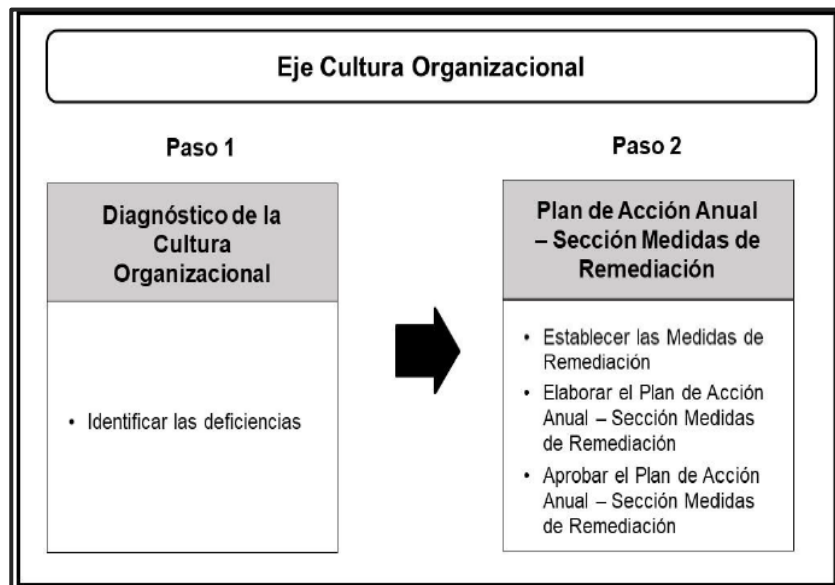 Eje Cultura Organizacional
Paso 1
Diagnóstico de la
Cultura
Organizacional
• Identificar las deficiencias
Paso 2
Plan de Acción Anual
– Sección Medidas de
Remediación
• Establecer las Medidas de
Remediación
• Elaborar el Plan de Acción
Anual – Sección Medidas
de Remediación
• Aprobar el Plan de Acción
Anual – Sección Medidas
de Remediación